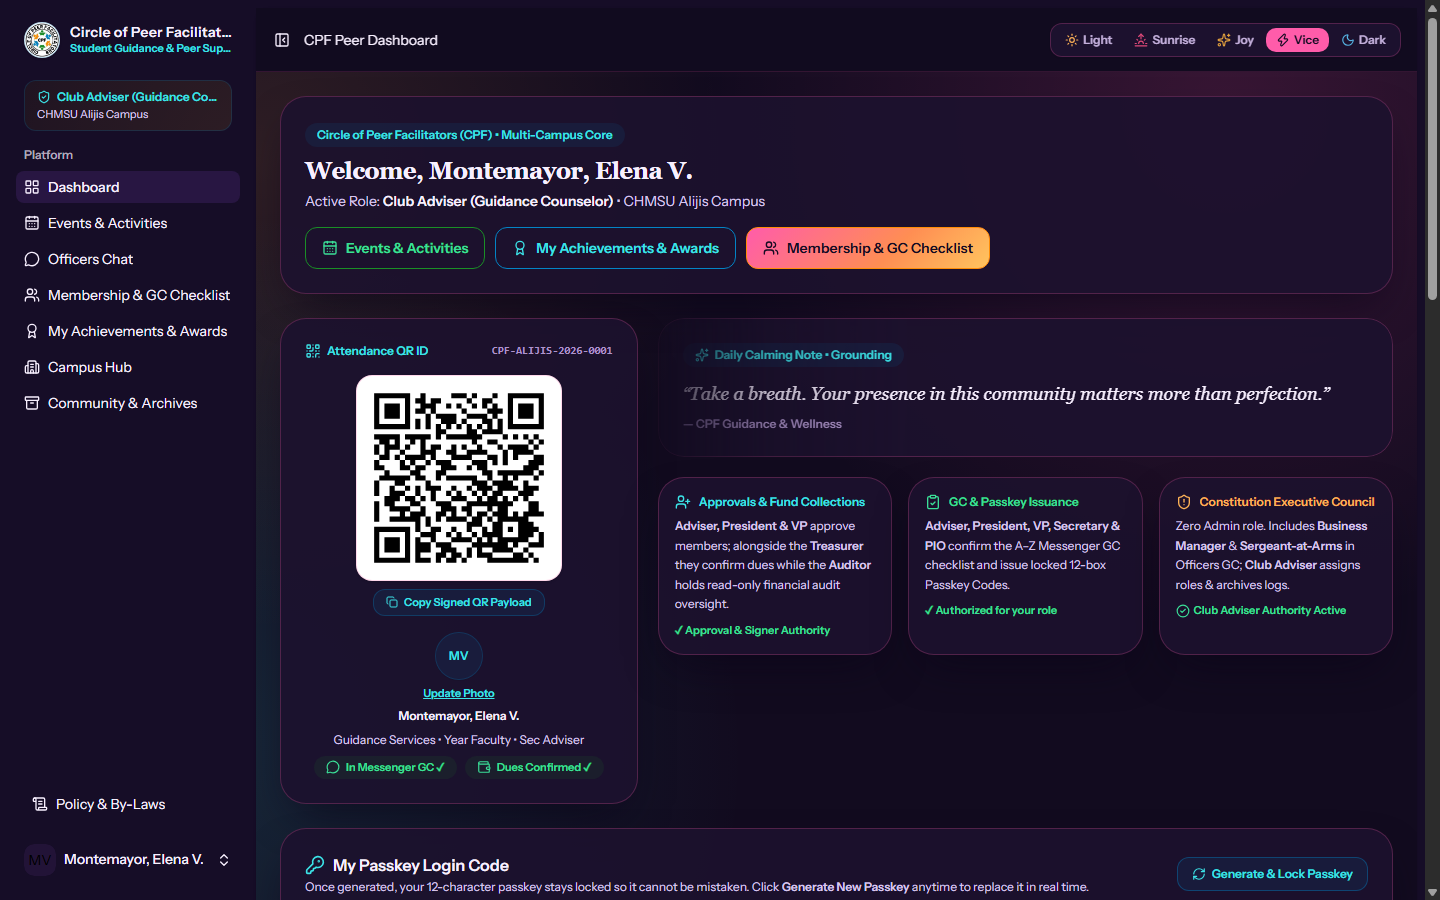 Circle of Peer Facilitat...
Student Guidance & Peer Sup...
Club Adviser (Guidance Co...
CHMSU Alijis Campus
Platform
Dashboard
Events & Activities
Officers Chat
Membership & GC Checklist
My Achievements & Awards
Campus Hub
Community & Archives
Policy & By-Laws
MV
Montemayor, Elena V.
CPF Peer Dashboard
Light
Sunrise
Joy
Vice
Dark
Circle of Peer Facilitators (CPF) • Multi-Campus Core
Welcome, Montemayor, Elena V.
Active Role: Club Adviser (Guidance Counselor) • CHMSU Alijis Campus
Events & Activities
My Achievements & Awards
Membership & GC Checklist
Attendance QR ID
CPF-ALIJIS-2026-0001
Copy Signed QR Payload
MV
Update Photo
Montemayor, Elena V.
Guidance Services • Year Faculty • Sec Adviser
In Messenger GC ✓
Dues Confirmed ✓
Daily Calming Note • Grounding
“Take a breath. Your presence in this community matters more than perfection.”
— CPF Guidance & Wellness
Approvals & Fund Collections
Adviser, President & VP approve
members; alongside the Treasurer
they confirm dues while the Auditor
holds read-only financial audit
oversight.
✓ Approval & Signer Authority
GC & Passkey Issuance
Adviser, President, VP, Secretary &
PIO confirm the A–Z Messenger GC
checklist and issue locked 12-box
Passkey Codes.
✓ Authorized for your role
Constitution Executive Council
Zero Admin role. Includes Business
Manager & Sergeant-at-Arms in
Officers GC; Club Adviser assigns
roles & archives logs.
Club Adviser Authority Active
My Passkey Login Code
Once generated, your 12-character passkey stays locked so it cannot be mistaken. Click Generate New Passkey anytime to replace it in real time.
Generate & Lock Passkey